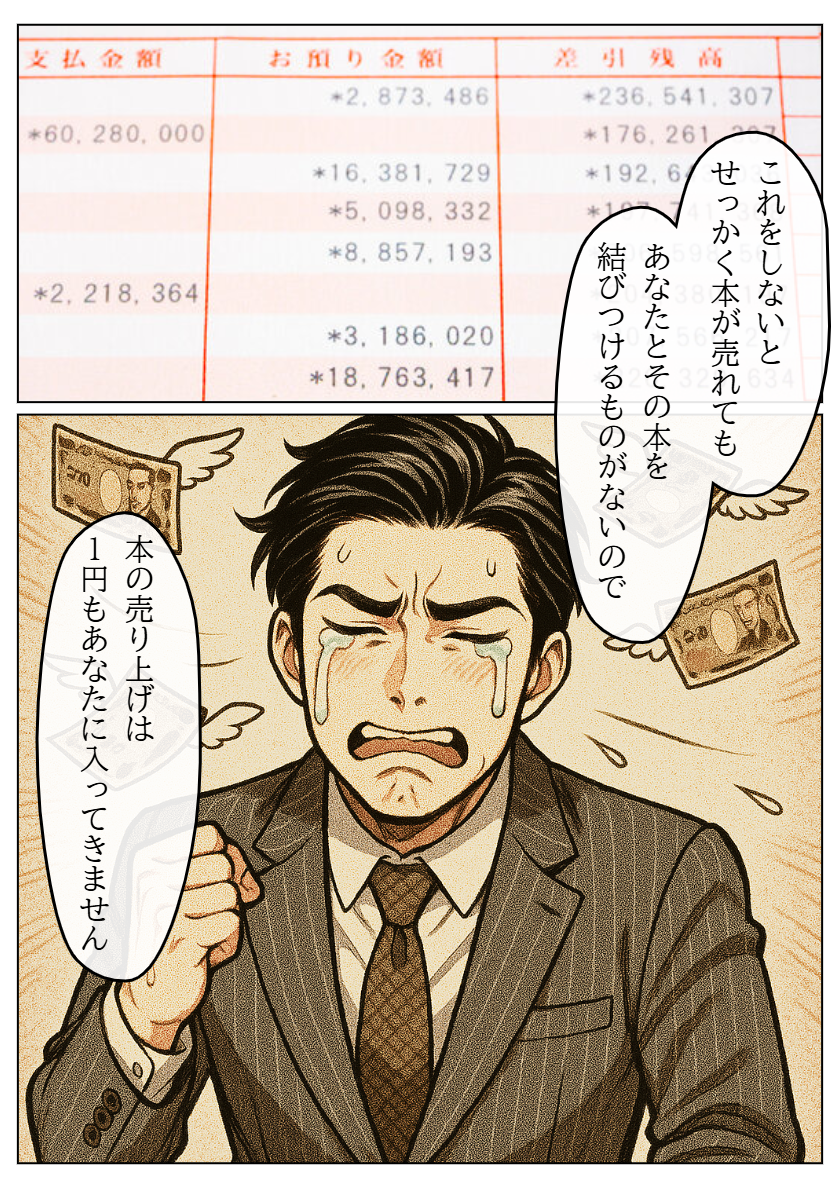 支払金額 お預り金額 差引残高
*2,873,486 *236,541,307
*60,280,000 *176,261,
*16,381,729 *192,64
*5,098,332
*8,857,193
*2,218,364
*3,186,020
*18,763,417
これをしないと
せっかく本が売れても
あなたとその本を
結びつけるものがないので
本の売り上げは
1円もあなたに入ってきません